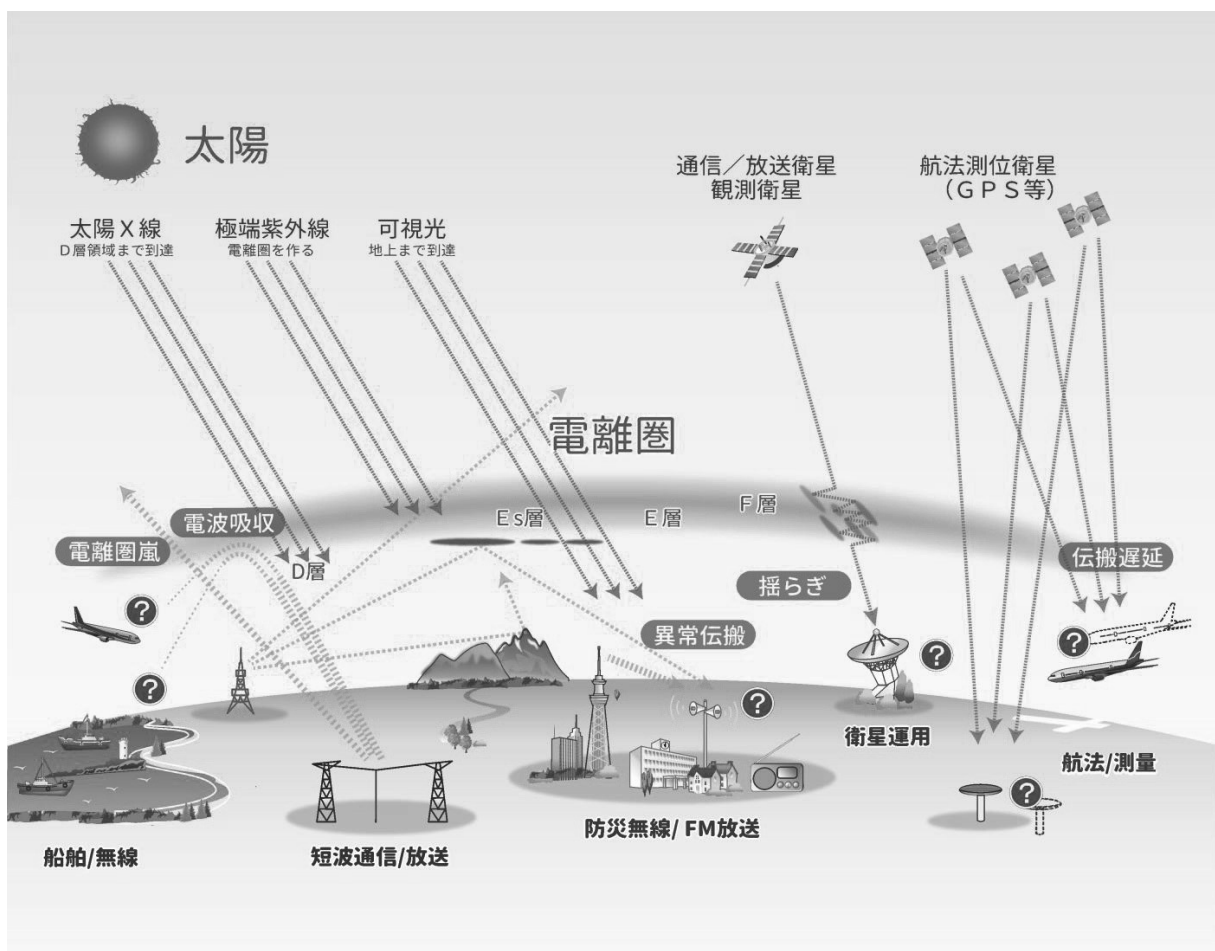 太陽
通信／放送衛星
観測衛星
航法測位衛星
（ＧＰＳ等）
太陽Ｘ線
D層領域まで到達
極端紫外線
電離圏を作る
可視光
地上まで到達
電離圏
電波吸収
Ｅs層
Ｅ層
Ｆ層
電離圏嵐
D層
伝搬遅延
揺らぎ
異常伝搬
?
?
?
?
?
?
衛星運用
航法/測量
防災無線/ FM放送
船舶/無線
短波通信/放送